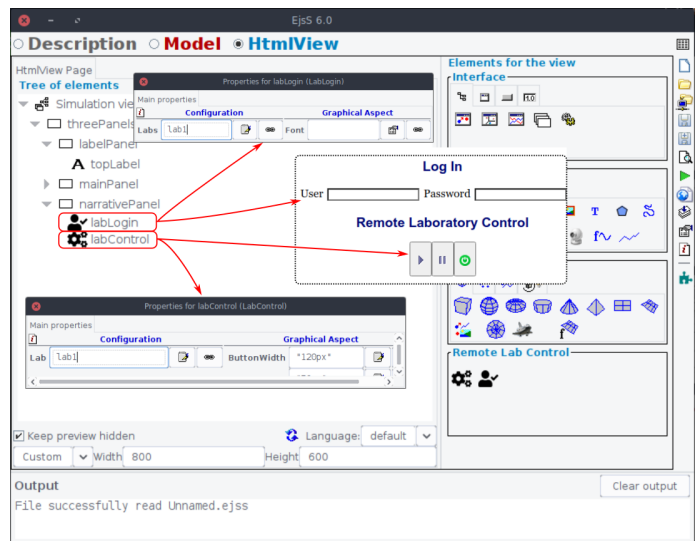 EjsS 6.0
Description Model HtmlView
HtmlView Page
Tree of elements
Simulation vie
threePanels
labelPanel
topLabel
mainPanel
narrativePanel
labLogin
labControl
Properties for labLogin (LabLogin)
Main properties
Configuration Graphical Aspect
Labs lab1 Font
Log In
User Password
Remote Laboratory Control
Properties for labControl (LabControl)
Main properties
Configuration Graphical Aspect
Lab lab1 ButtonWidth "120px"
Elements for the view
Interface
Remote Lab Control
Keep preview hidden Language: default
Custom Width 800 Height 600
Output Clear output
File successfully read Unnamed.ejss